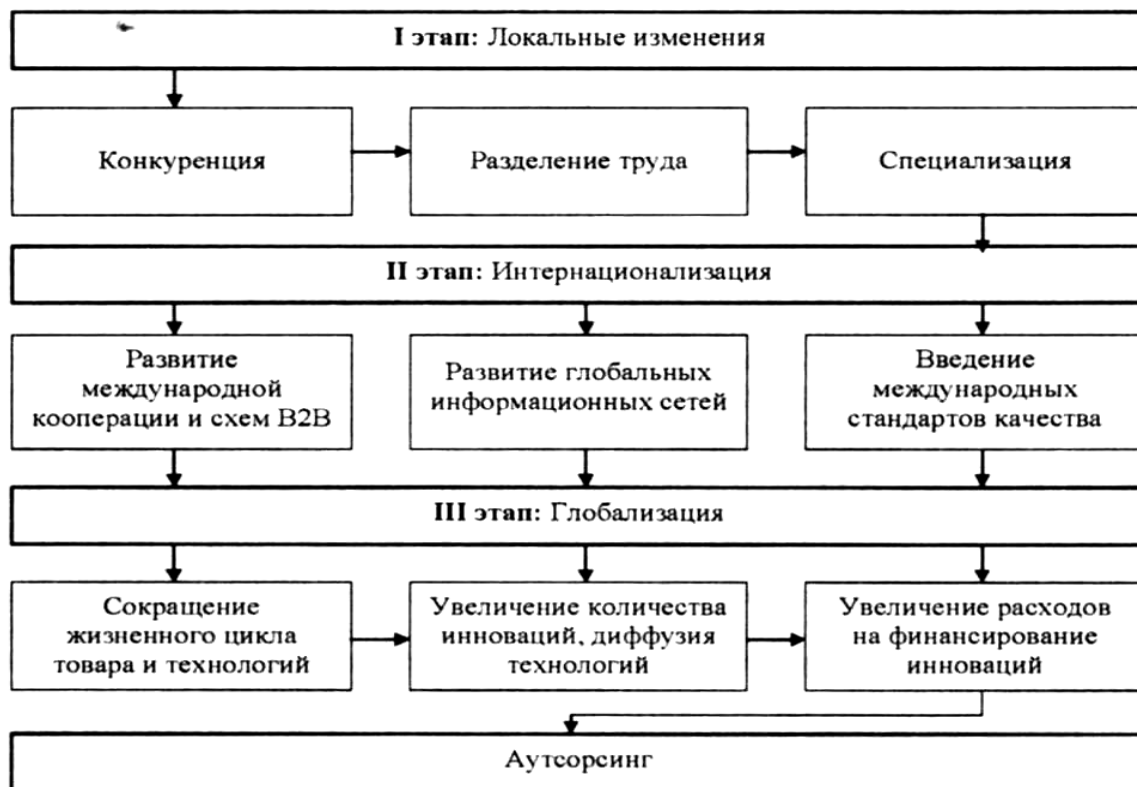 I этап: Локальные изменения
Конкуренция
Разделение труда
Специализация
II этап: Интернационализация
Развитие
международной
кооперации и схем B2B
Развитие глобальных
информационных сетей
Введение
международных
стандартов качества
III этап: Глобализация
Сокращение
жизненного цикла
товара и технологий
Увеличение количества
инноваций, диффузия
технологий
Увеличение расходов
на финансирование
инноваций
Аутсорсинг